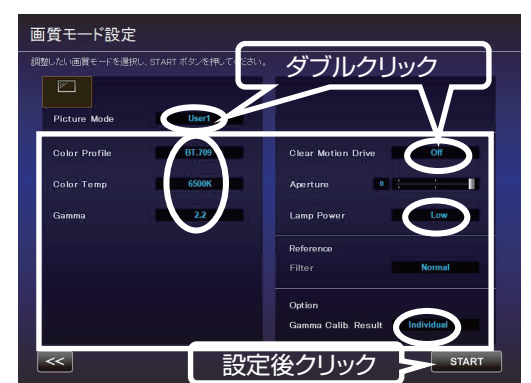 画質モード設定
調整したい画質モードを選択し、START ボタンを押してください。
ダブルクリック
Picture Mode User1
Color Profile BT.709
Color Temp 6500K
Gamma 2.2
Clear Motion Drive Off
Aperture 0
Lamp Power Low
Reference
Filter Normal
Option
Gamma Calib. Result Individual
<<
設定後クリック
START